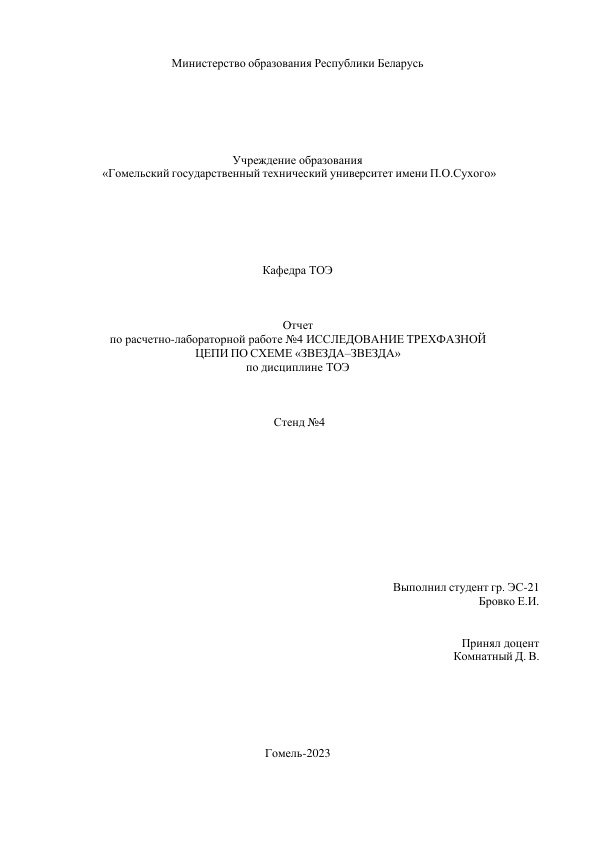 Министерство образования Республики Беларусь
Учреждение образования
«Гомельский государственный технический университет имени П.О.Сухого»
Кафедра ТОЭ
Отчет
по расчетно-лабораторной работе №4 ИССЛЕДОВАНИЕ ТРЕХФАЗНОЙ
ЦЕПИ ПО СХЕМЕ «ЗВЕЗДА–ЗВЕЗДА»
по дисциплине ТОЭ
Стенд №4
Выполнил студент гр. ЭС-21
Бровко Е.И.
Принял доцент
Комнатный Д. В.
Гомель-2023